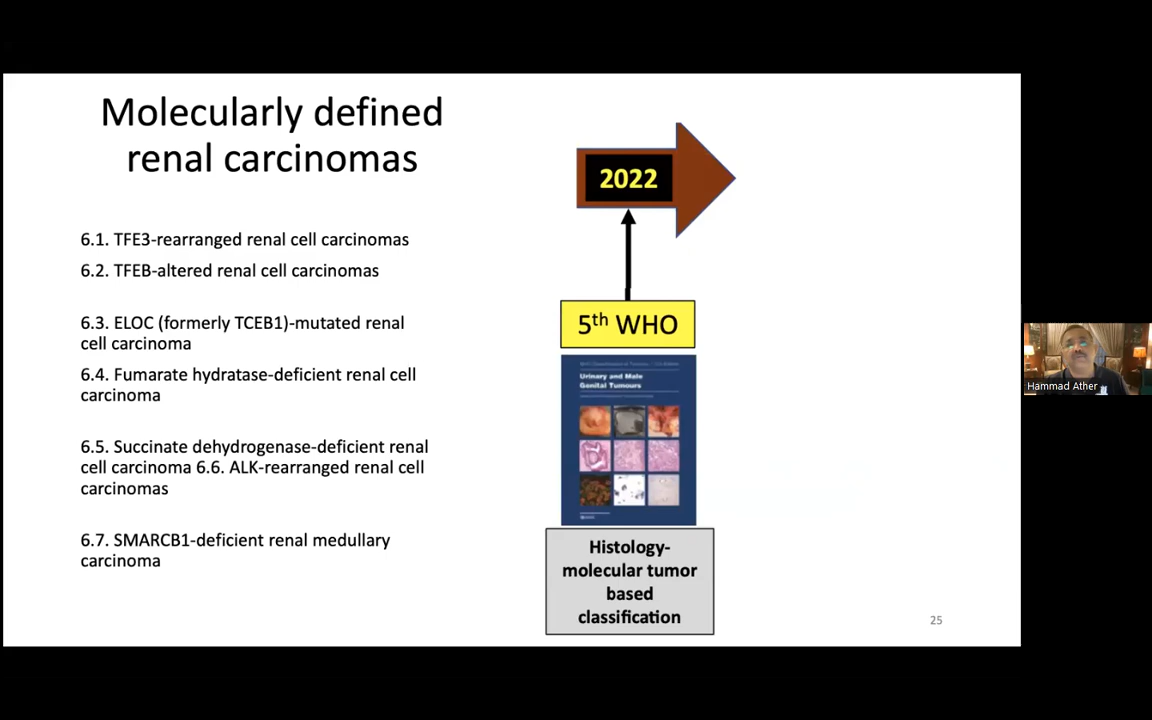 Molecularly defined
renal carcinomas
6.1. TFE3-rearranged renal cell carcinomas
6.2. TFEB-altered renal cell carcinomas
6.3. ELOC (formerly TCEB1)-mutated renal
cell carcinoma
6.4. Fumarate hydratase-deficient renal cell
carcinoma
6.5. Succinate dehydrogenase-deficient renal
cell carcinoma 6.6. ALK-rearranged renal cell
carcinomas
6.7. SMARCB1-deficient renal medullary
carcinoma
2022
5th WHO
Urinary and Male
Genital Tumours
Histology-
molecular tumor
based
classification
25
Hammad Ather